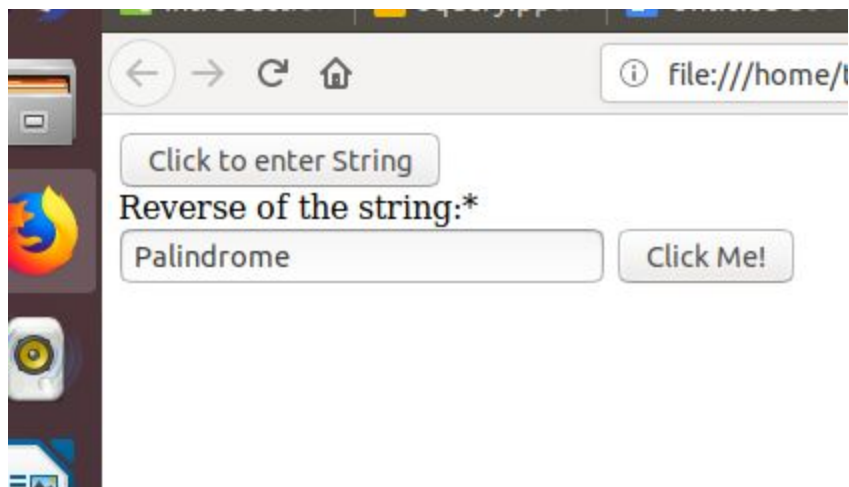 file:///home/t
Click to enter String
Reverse of the string:*
Palindrome
Click Me!